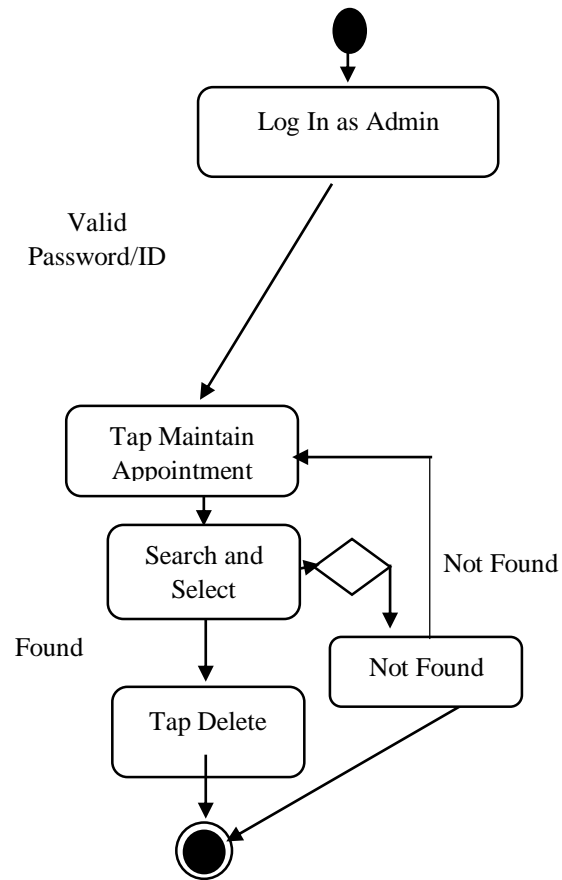 Log In as Admin
Valid
Password/ID
Tap Maintain
Appointment
Search and
Select
Not Found
Found
Not Found
Tap Delete